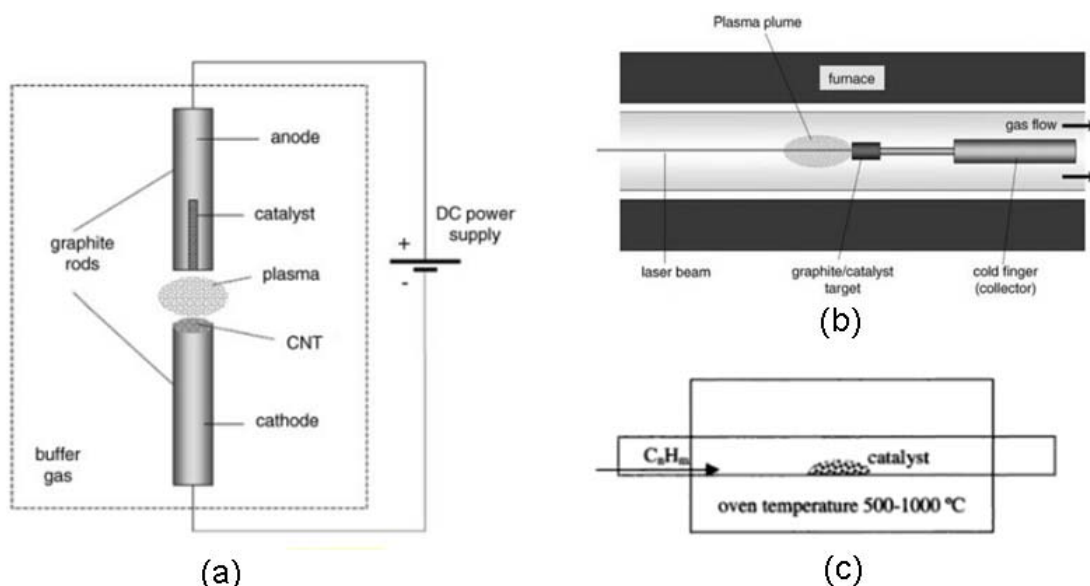 anode
catalyst
graphite
rods
plasma
CNT
cathode
buffer
gas
DC power
supply
+
-
(a)
Plasma plume
furnace
gas flow
laser beam
graphite/catalyst
target
cold finger
(collector)
(b)
CₙHₘ
catalyst
oven temperature 500-1000 ºC
(c)